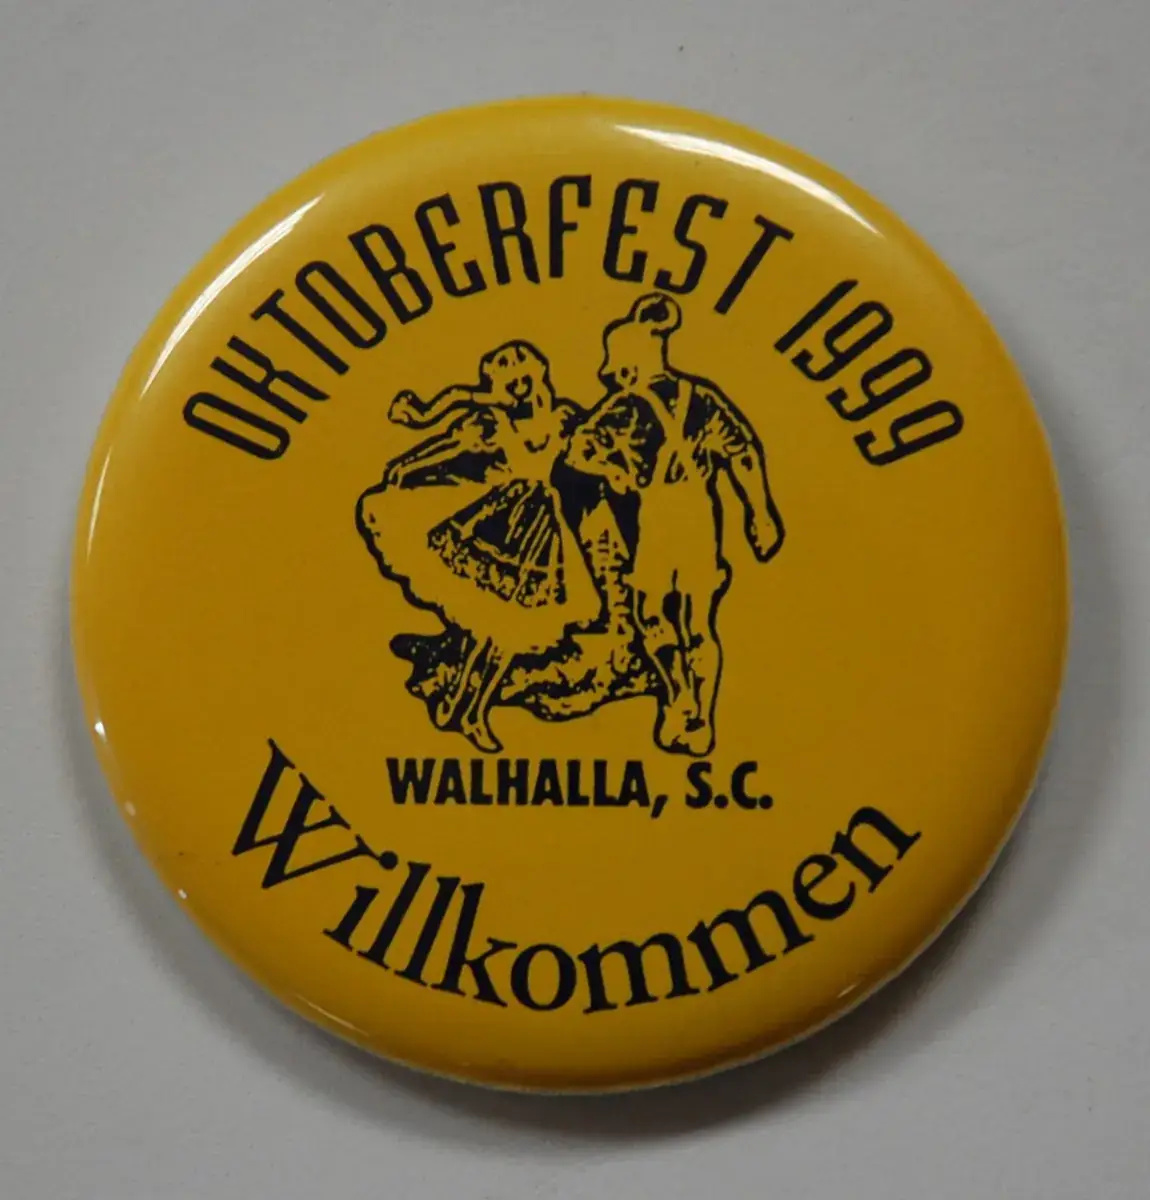 OKTOBERFEST 1999
WALHALLA, S.C.
Willkommen